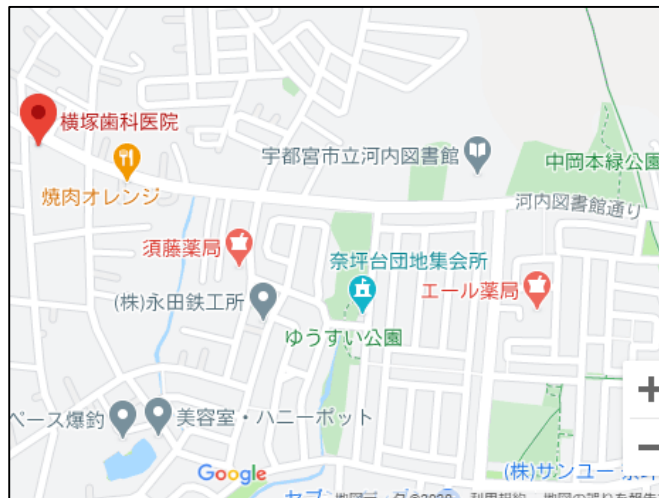 横塚歯科医院
宇都宮市立河内図書館
中岡本緑公園
焼肉オレンジ
河内図書館通り
須藤薬局
奈坪台団地集会所
エール薬局
(株)永田鉄工所
ゆうすい公園
ペース爆釣
美容室・ハニーポット
Google
(株)サンユー